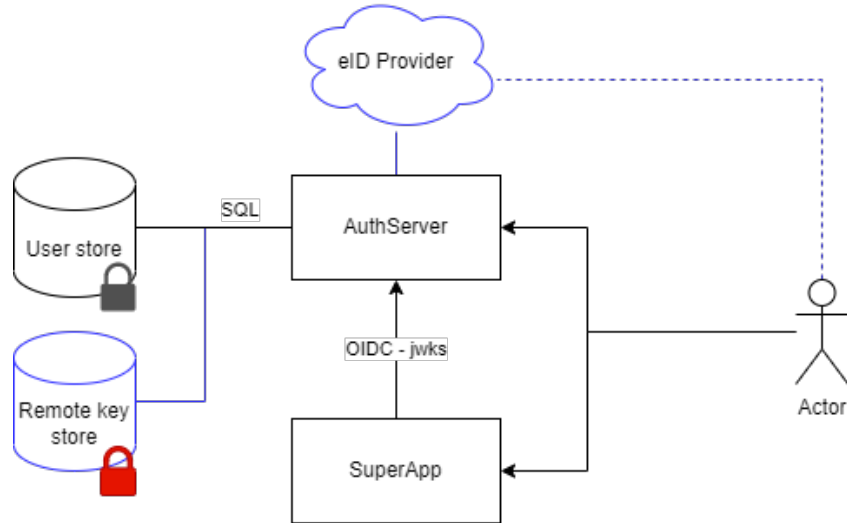 eID Provider
SQL
AuthServer
User store
OIDC - jwks
Remote key
store
Actor
SuperApp